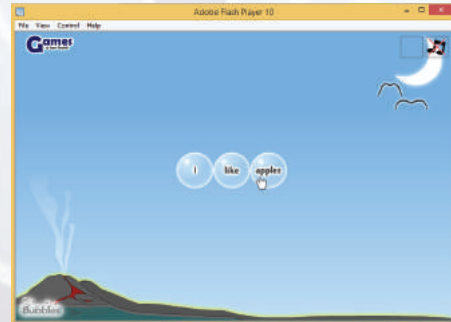 Adobe Flash Player 10
File View Control Help
Games
I like apples
Bubbles